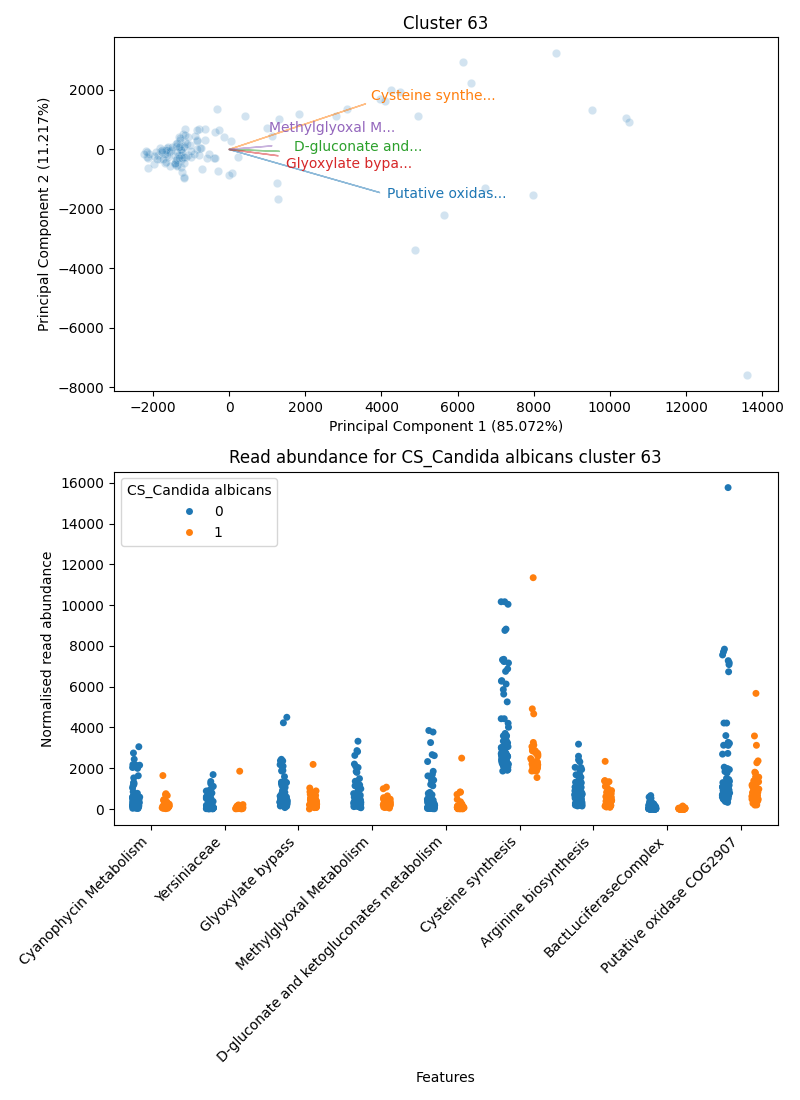 Cluster 63
Principal Component 2 (11.217%)
2000
0
−2000
−4000
−6000
−8000
Cysteine synthe...
Methylglyoxal M...
D-gluconate and...
Glyoxylate bypa...
Putative oxidas...
−2000
0
2000
4000
6000
8000
10000
12000
14000
Principal Component 1 (85.072%)
Read abundance for CS_Candida albicans cluster 63
Normalised read abundance
16000
14000
12000
10000
8000
6000
4000
2000
0
CS_Candida albicans
0
1
Cyanophycin Metabolism
Yersiniaceae
Glyoxylate bypass
Methylglyoxal Metabolism
D-gluconate and ketogluconates metabolism
Cysteine synthesis
Arginine biosynthesis
BactLuciferaseComplex
Putative oxidase COG2907
Features